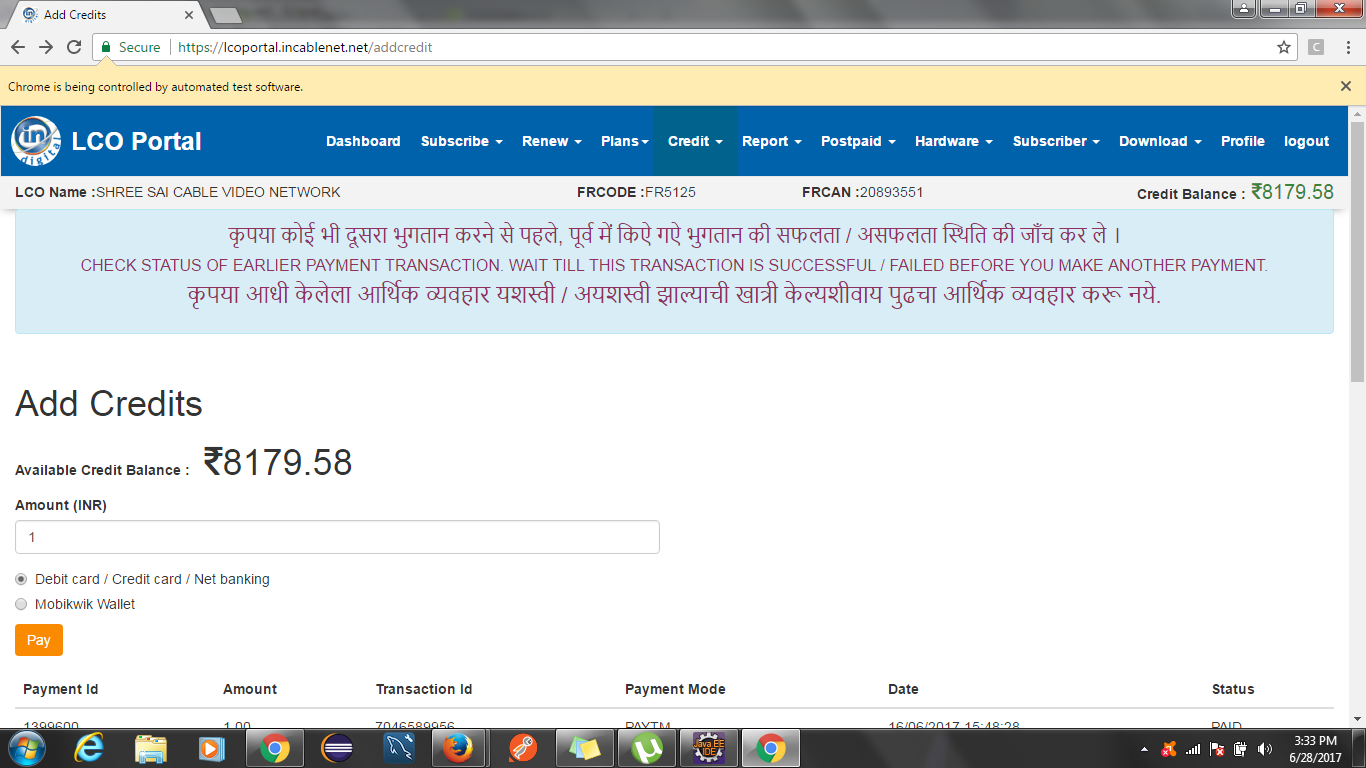 Add Credits
Secure https://lcoportal.incablenet.net/addcredit
C
Chrome is being controlled by automated test software.
in digital
LCO Portal Dashboard Subscribe Renew Plans Credit Report Postpaid Hardware Subscriber Download Profile logout
LCO Name :SHREE SAI CABLE VIDEO NETWORK FRCODE :FR5125 FRCAN :20893551 Credit Balance : ₹8179.58
कृपया कोई भी दूसरा भुगतान करने से पहले, पूर्व में किऐ गऐ भुगतान की सफलता / असफलता स्थिति की जाँच कर ले ।
CHECK STATUS OF EARLIER PAYMENT TRANSACTION. WAIT TILL THIS TRANSACTION IS SUCCESSFUL / FAILED BEFORE YOU MAKE ANOTHER PAYMENT.
कृपया आधी केलेला आर्थिक व्यवहार यशस्वी / अयशस्वी झाल्याची खात्री केल्यशीवाय पुढचा आर्थिक व्यवहार करू नये.
Add Credits
Available Credit Balance : ₹8179.58
Amount (INR)
1
Debit card / Credit card / Net banking
Mobikwik Wallet
Pay
Payment Id Amount Transaction Id Payment Mode Date Status
1399600 1.00 7046589956 PAYTM 16/06/2017 15:48:28 PAID
Java EE
IDE
3:33 PM
6/28/2017